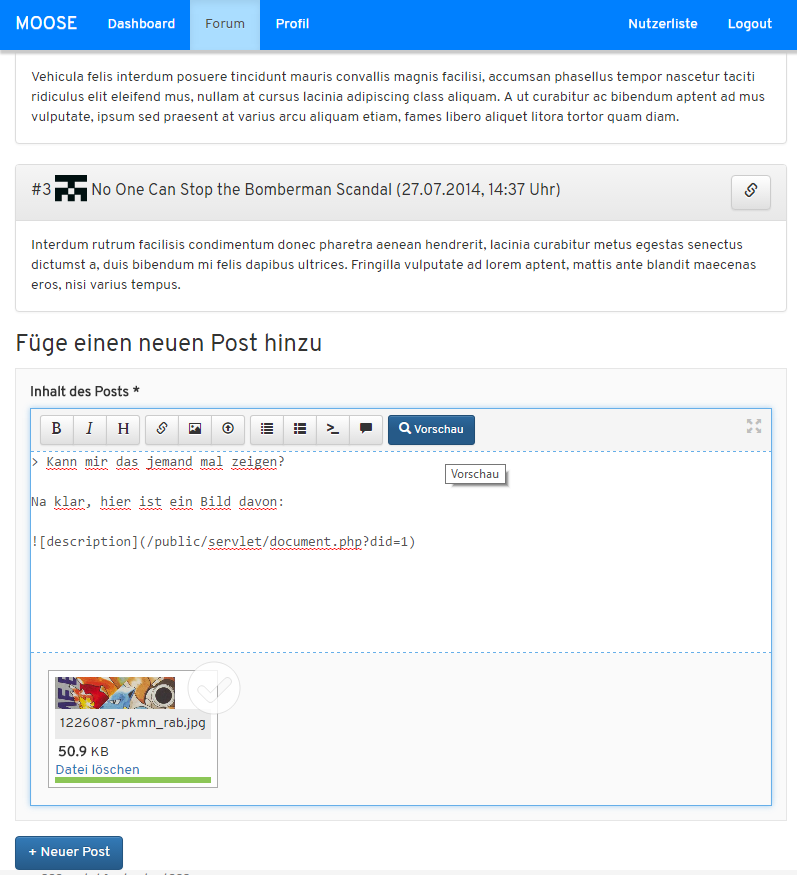 MOOSE Dashboard Forum Profil Nutzerliste Logout
Vehicula felis interdum posuere tincidunt mauris convallis magnis facilisi, accumsan phasellus tempor nascetur taciti
ridiculus elit eleifend mus, nullam at cursus lacinia adipiscing class aliquam. A ut curabitur ac bibendum aptent ad mus
vulputate, ipsum sed praesent at varius arcu aliquam etiam, fames libero aliquet litora tortor quam diam.
#3 No One Can Stop the Bomberman Scandal (27.07.2014, 14:37 Uhr)
Interdum rutrum facilisis condimentum donec pharetra aenean hendrerit, lacinia curabitur metus egestas senectus
dictumst a, duis bibendum mi felis dapibus ultrices. Fringilla vulputate ad lorem aptent, mattis ante blandit maecenas
eros, nisi varius tempus.
Füge einen neuen Post hinzu
Inhalt des Posts *
B I H Vorschau
> Kann mir das jemand mal zeigen?
Vorschau
Na klar, hier ist ein Bild davon:
![description](/public/servlet/document.php?did=1)
1226087-pkmn_rab.jpg
50.9 KB
Datei löschen
+ Neuer Post